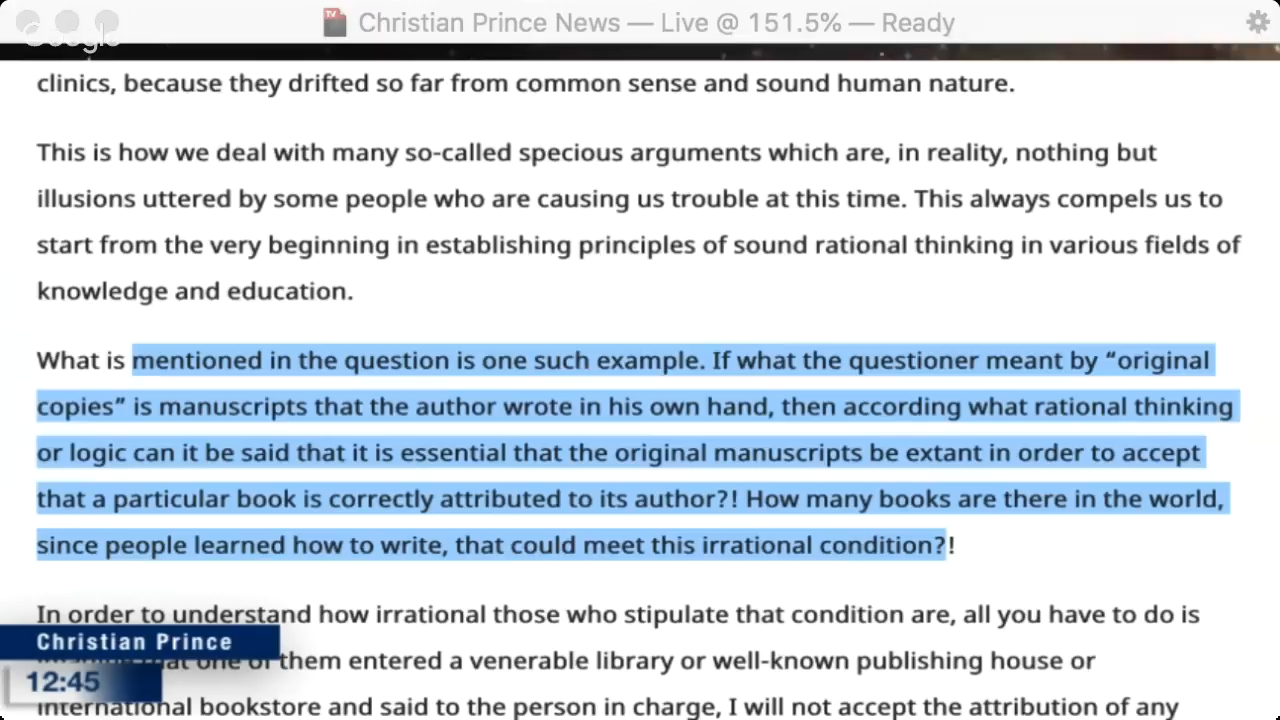 Christian Prince News — Live @ 151.5% — Ready
Google
clinics, because they drifted so far from common sense and sound human nature.
This is how we deal with many so-called specious arguments which are, in reality, nothing but
illusions uttered by some people who are causing us trouble at this time. This always compels us to
start from the very beginning in establishing principles of sound rational thinking in various fields of
knowledge and education.
What is mentioned in the question is one such example. If what the questioner meant by “original
copies” is manuscripts that the author wrote in his own hand, then according what rational thinking
or logic can it be said that it is essential that the original manuscripts be extant in order to accept
that a particular book is correctly attributed to its author?! How many books are there in the world,
since people learned how to write, that could meet this irrational condition?!
In order to understand how irrational those who stipulate that condition are, all you have to do is
Christian Prince
that one of them entered a venerable library or well-known publishing house or
12:45
international bookstore and said to the person in charge, I will not accept the attribution of any